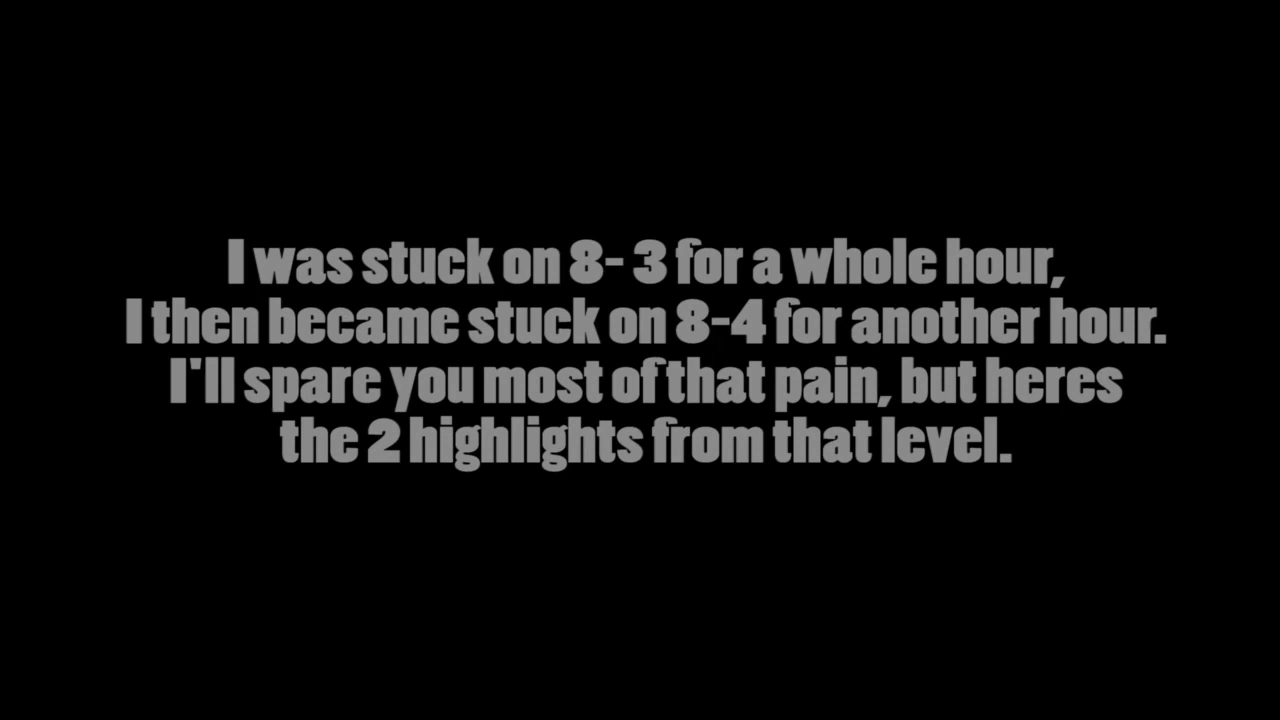 I was stuck on 8- 3 for a whole hour,
I then became stuck on 8-4 for another hour.
I'll spare you most of that pain, but heres
the 2 highlights from that level.